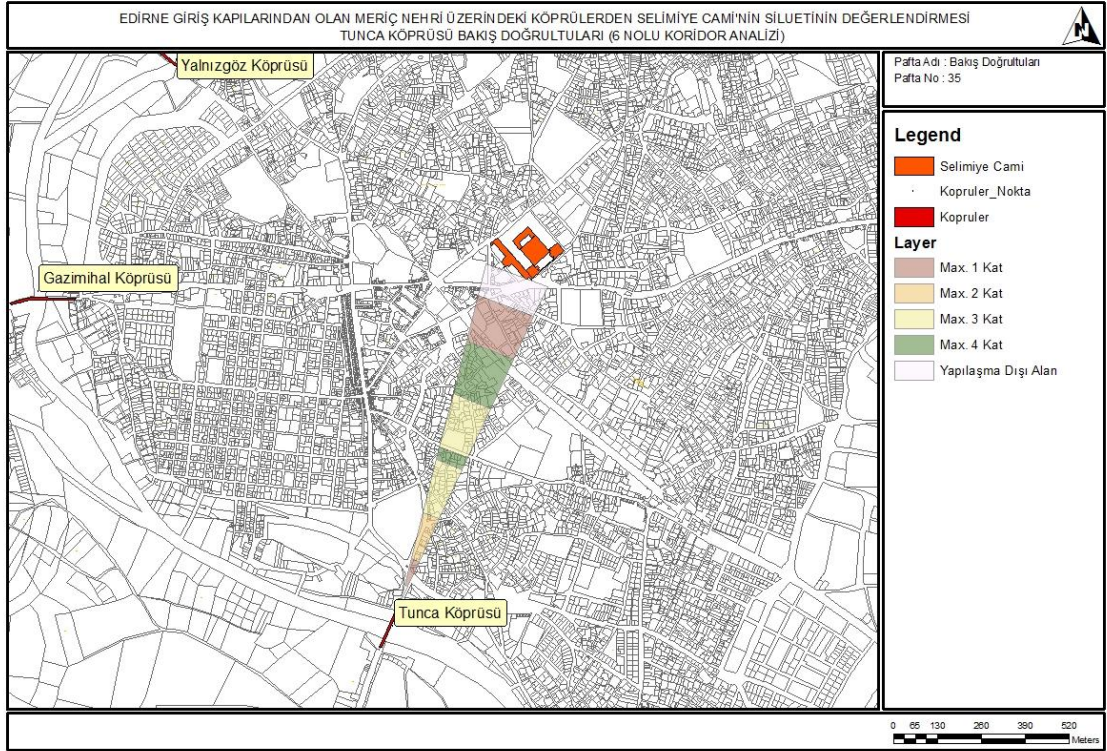 EDİRNE GİRİŞ KAPILARINDAN OLAN MERİÇ NEHRİ ÜZERİNDEKİ KÖPRÜLERDEN SELİMİYE CAMİ'NİN SİLUETİNİN DEĞERLENDİRMESİ
TUNCA KÖPRÜSÜ BAKIŞ DOĞRULTULARI (6 NOLU KORİDOR ANALİZİ)
N
Pafta Adı : Bakış Doğrultuları
Pafta No : 35
Yalnızgöz Köprüsü
Gazimihal Köprüsü
Tunca Köprüsü
Legend
Selimiye Cami
Kopruler_Nokta
Kopruler
Layer
Max. 1 Kat
Max. 2 Kat
Max. 3 Kat
Max. 4 Kat
Yapılaşma Dışı Alan
0 65 130 260 390 520
Meters